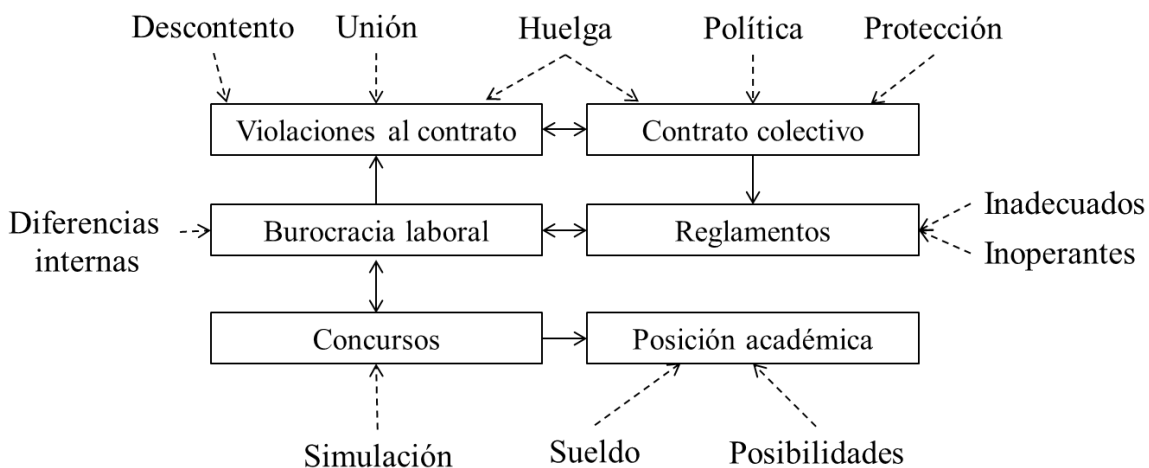 Descontento Unión Huelga Política Protección
Violaciones al contrato Contrato colectivo
Diferencias
internas
Burocracia laboral Reglamentos
Inadecuados
Inoperantes
Concursos Posición académica
Simulación Sueldo Posibilidades